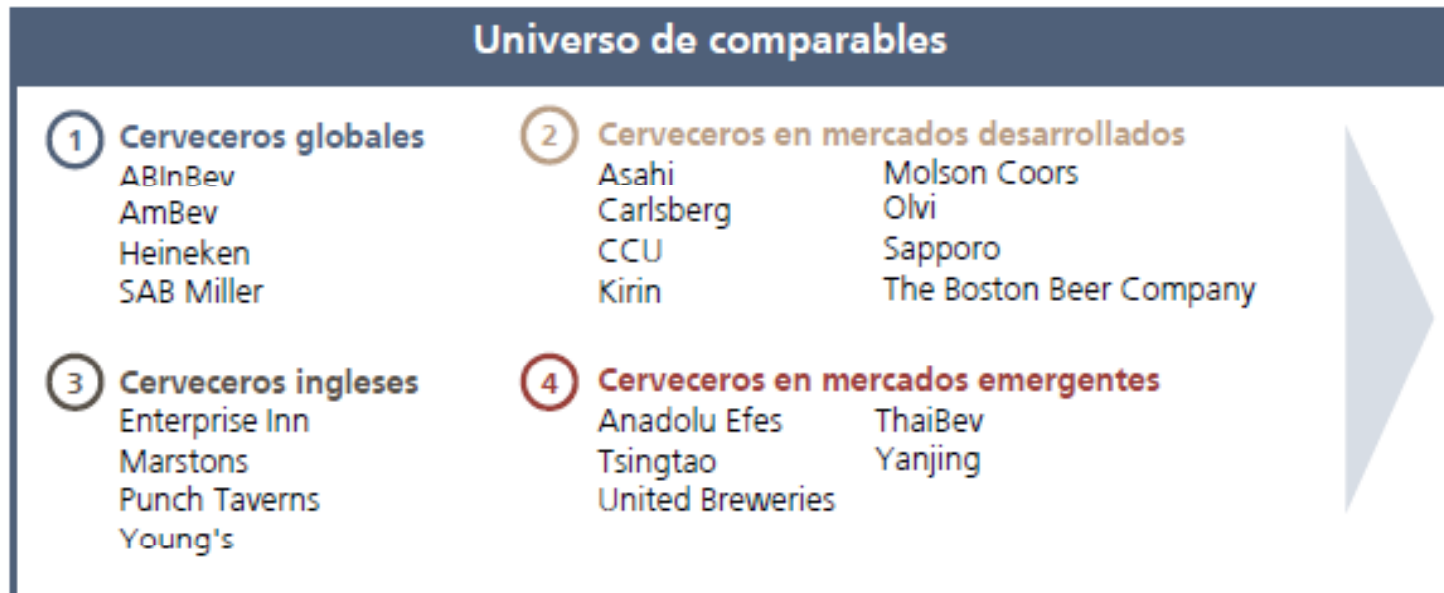 Universo de comparables
1 Cerveceros globales
ABInBev
AmBev
Heineken
SAB Miller
2 Cerveceros en mercados desarrollados
Asahi
Carlsberg
CCU
Kirin
Molson Coors
Olvi
Sapporo
The Boston Beer Company
3 Cerveceros ingleses
Enterprise Inn
Marstons
Punch Taverns
Young's
4 Cerveceros en mercados emergentes
Anadolu Efes
Tsingtao
United Breweries
ThaiBev
Yanjing